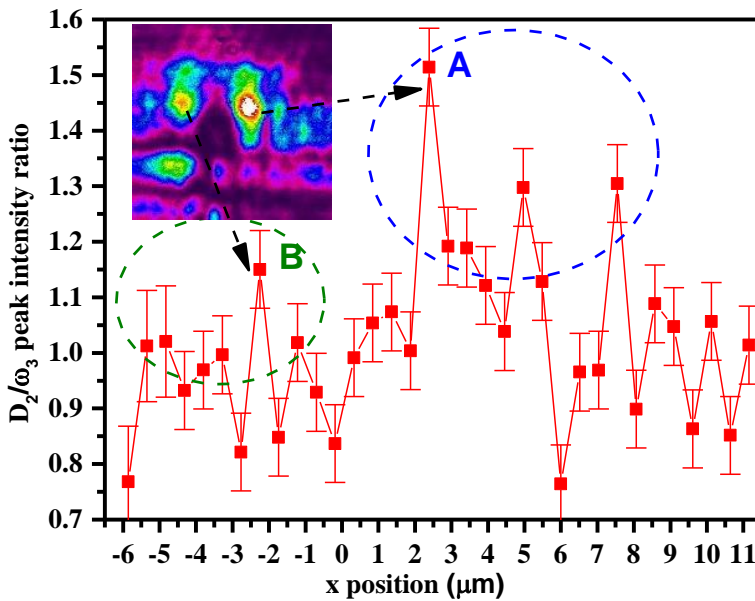 1.6
1.5
1.4
1.3
1.2
1.1
1.0
0.9
0.8
0.7
D₂/ω₃ peak intensity ratio
A
B
-6 -5 -4 -3 -2 -1 0 1 2 3 4 5 6 7 8 9 10 11
x position (μm)